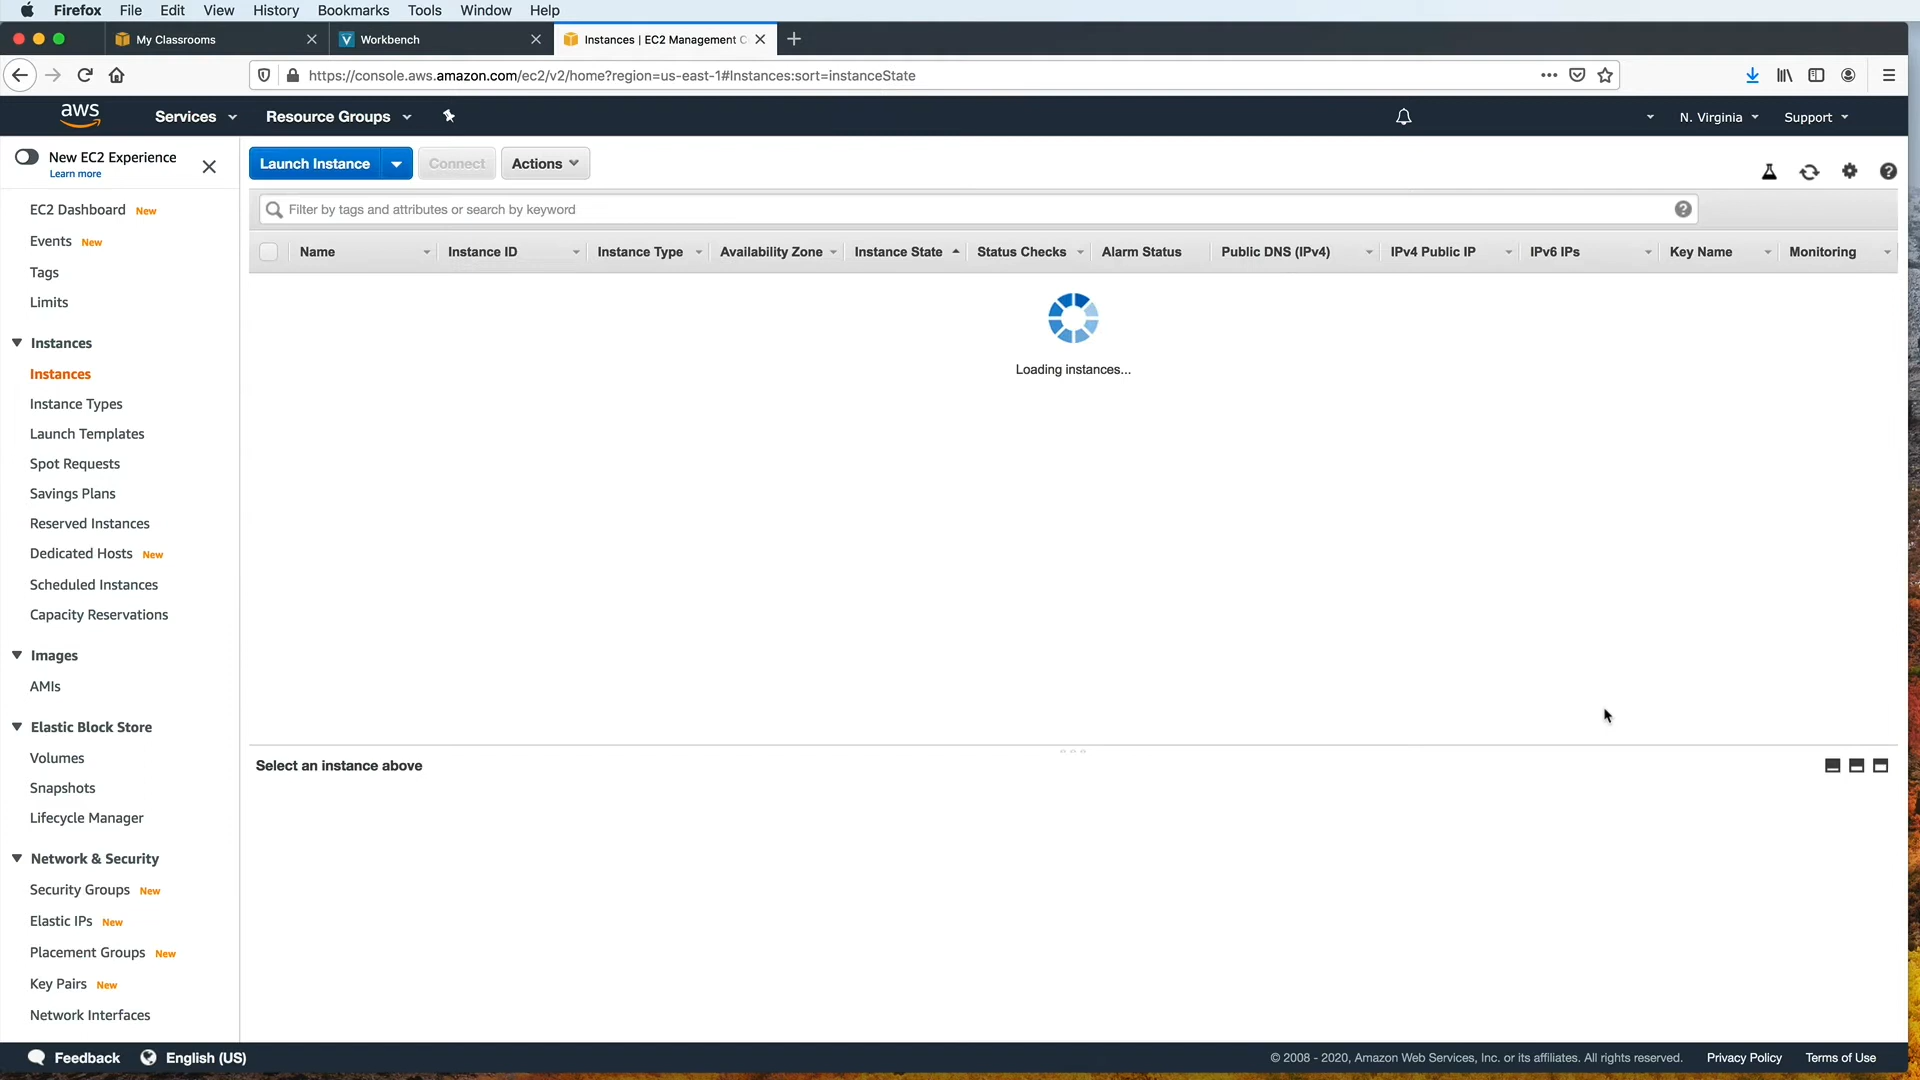 Firefox File Edit View History Bookmarks Tools Window Help
My Classrooms Workbench Instances | EC2 Management C
https://console.aws.amazon.com/ec2/v2/home?region=us-east-1#Instances:sort=instanceState
aws Services Resource Groups N. Virginia Support
New EC2 Experience
Learn more
Launch Instance Connect Actions
Filter by tags and attributes or search by keyword
Name Instance ID Instance Type Availability Zone Instance State Status Checks Alarm Status Public DNS (IPv4) IPv4 Public IP IPv6 IPs Key Name Monitoring
Loading instances...
EC2 Dashboard New
Events New
Tags
Limits
Instances
Instances
Instance Types
Launch Templates
Spot Requests
Savings Plans
Reserved Instances
Dedicated Hosts New
Scheduled Instances
Capacity Reservations
Images
AMIs
Elastic Block Store
Volumes
Snapshots
Lifecycle Manager
Network & Security
Security Groups New
Elastic IPs New
Placement Groups New
Key Pairs New
Network Interfaces
Select an instance above
Feedback English (US) © 2008 - 2020, Amazon Web Services, Inc. or its affiliates. All rights reserved. Privacy Policy Terms of Use